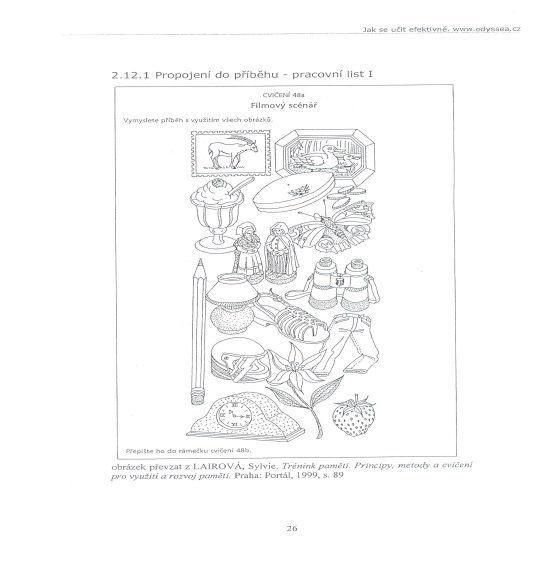 Jak se učit efektivně, www.odyssea.cz
2.12.1 Propojení do příběhu - pracovní list I
CVIČENÍ 48a
Filmový scénář
Vymyslete příběh s využitím všech obrázků.
Přepište ho do rámečku cvičení 48b.
obrázek převzat z LAIROVÁ, Sylvie. Trénink paměti. Principy, metody a cvičení
pro využití a rozvoj paměti. Praha: Portál, 1999, s. 89
26